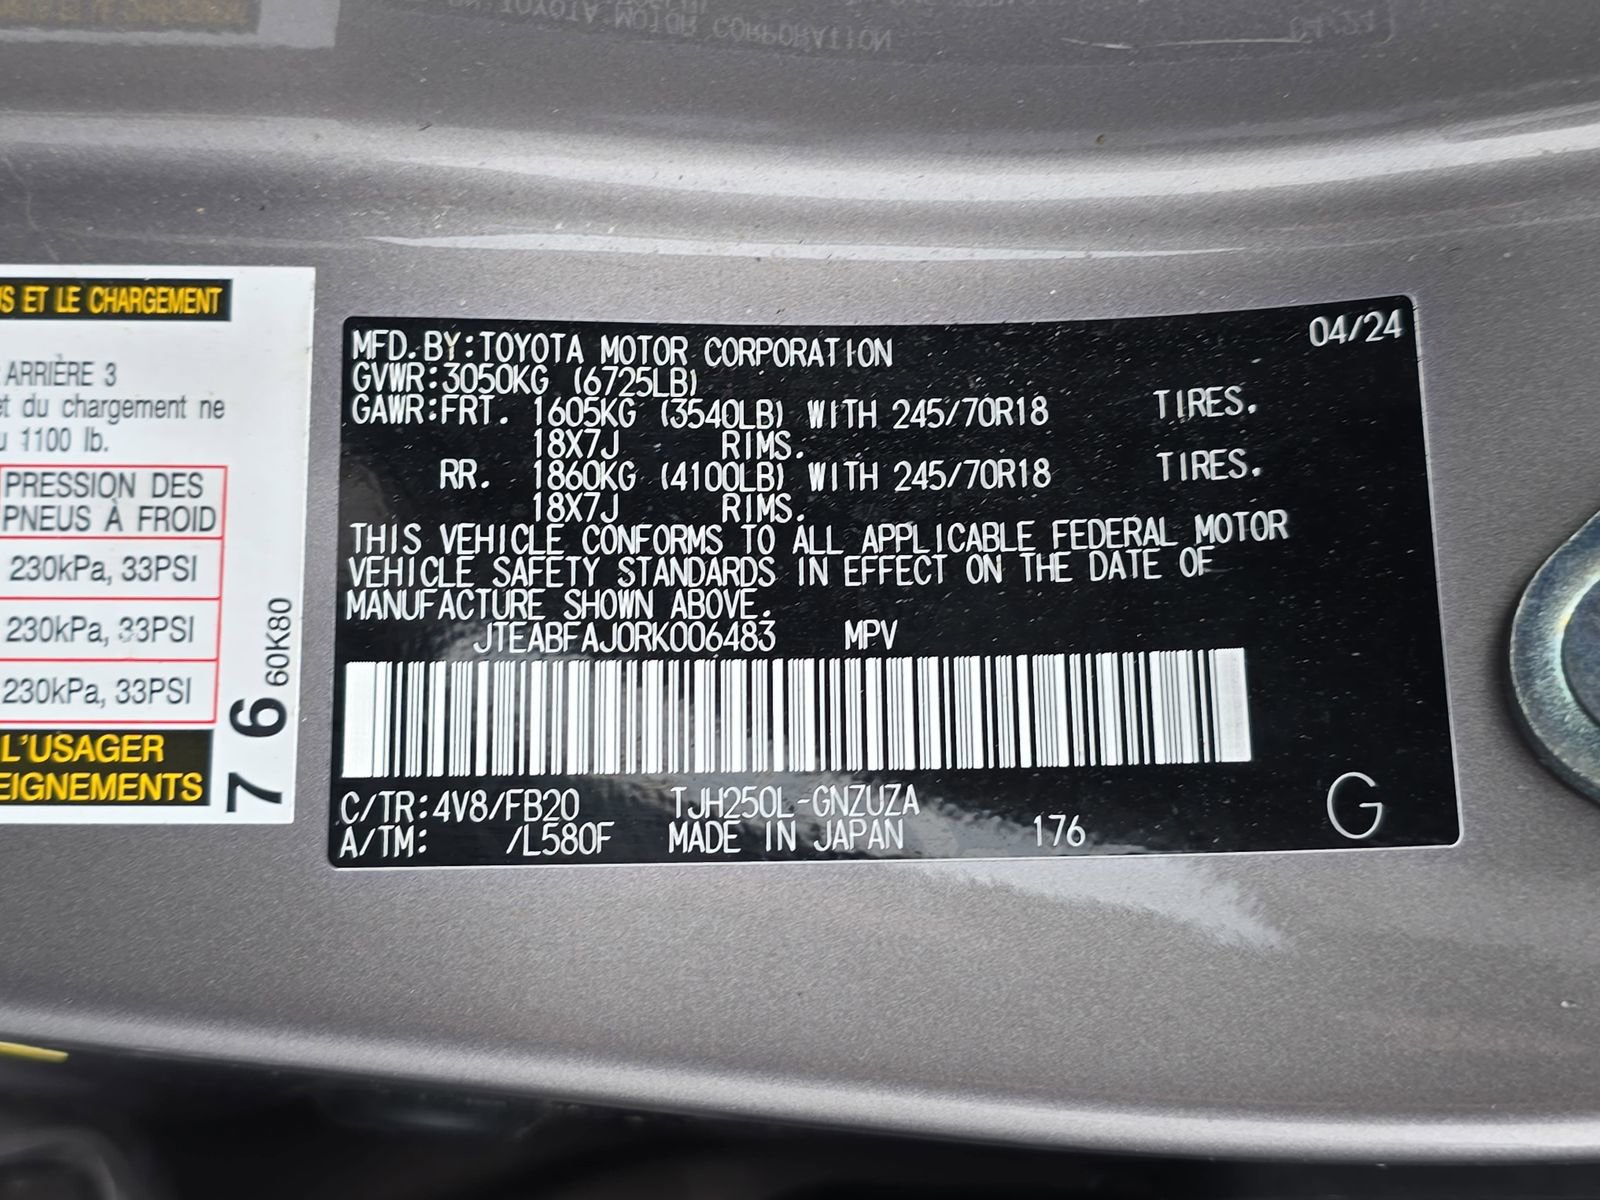 US ET LE CHARGEMENT
ARRIÈRE 3
et du chargement ne
1100 lb.
PRESSION DES
PNEUS À FROID
230kPa, 33PSI
230kPa, 33PSI
230kPa, 33PSI
L'USAGER
EIGNEMENTS
76
60K80
04/24
MFD.BY:TOYOTA MOTOR CORPORATION
GVWR:3050KG (6725LB)
GAWR:FRT. 1605KG (3540LB) WITH 245/70R18 TIRES.
18X7J RIMS.
RR. 1860KG (4100LB) WITH 245/70R18 TIRES.
18X7J RIMS.
THIS VEHICLE CONFORMS TO ALL APPLICABLE FEDERAL MOTOR
VEHICLE SAFETY STANDARDS IN EFFECT ON THE DATE OF
MANUFACTURE SHOWN ABOVE.
JTEABFAJ0RK006483 MPV
C/TR:4V8/FB20 TJH250L-GNZUZA
A/TM: /L580F MADE IN JAPAN 176
G